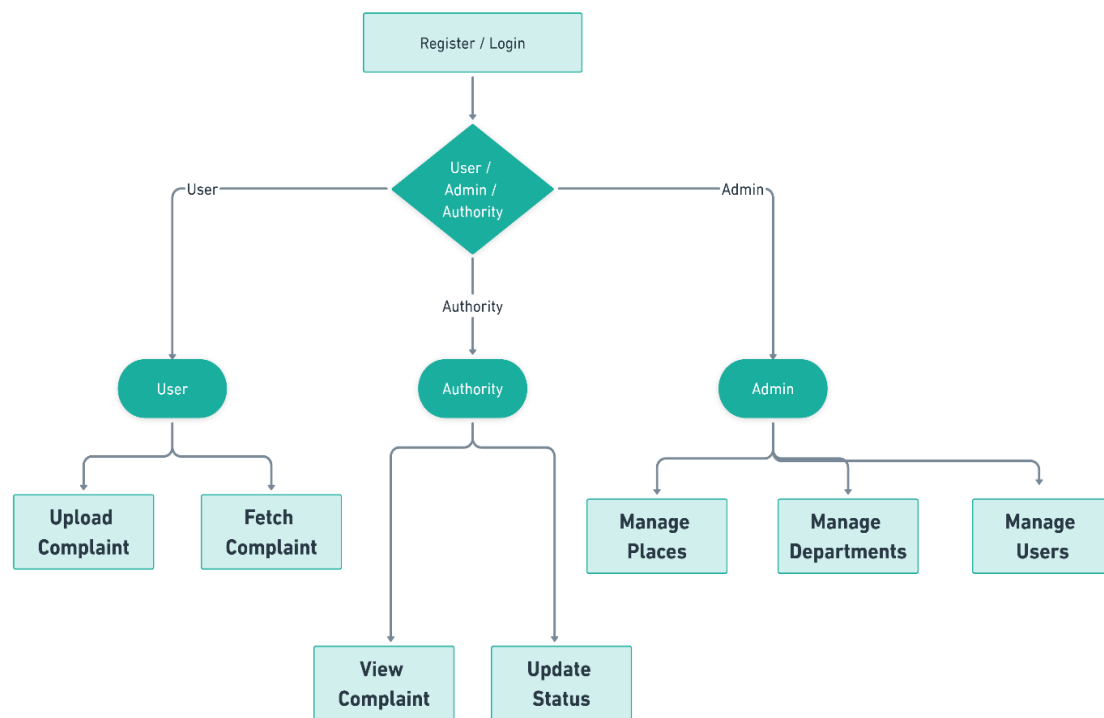 Register / Login
User /
Admin /
Authority
User
Admin
Authority
User
Authority
Admin
Upload
Complaint
Fetch
Complaint
Manage
Places
Manage
Departments
Manage
Users
View
Complaint
Update
Status